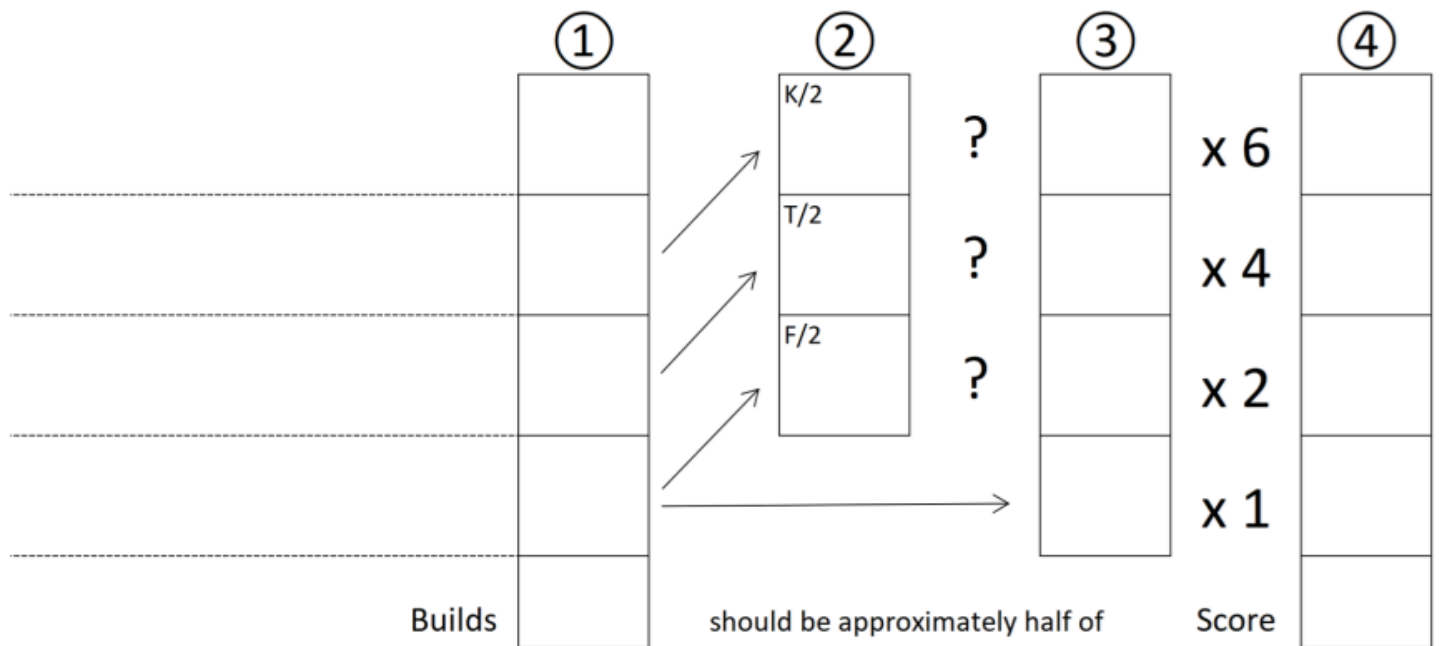 ① ② ③ ④
K/2 ? x 6
T/2 ? x 4
F/2 ? x 2
x 1
Builds should be approximately half of Score